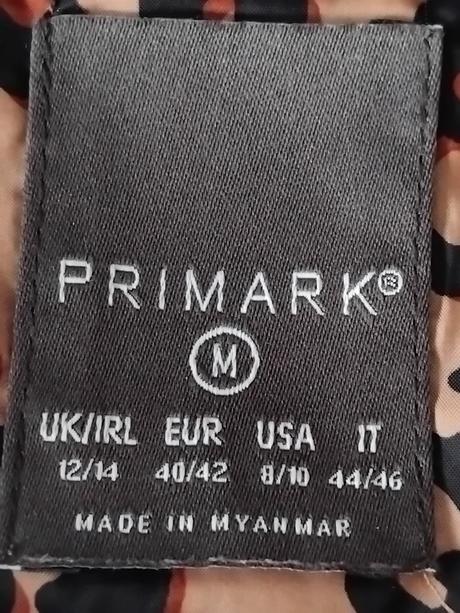 PRIMARK®
M
UK/IRL EUR USA IT
12/14 40/42 8/10 44/46
MADE IN MYANMAR